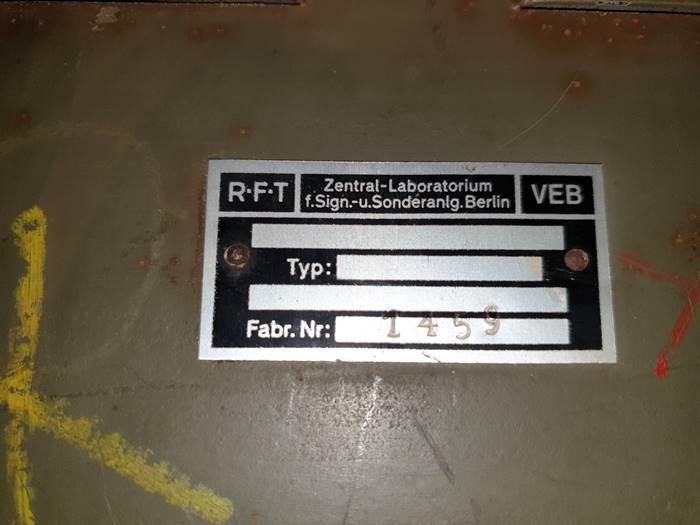 R·F·T Zentral-Laboratorium f.Sign.-u.Sonderanlg.Berlin VEB
Typ:
Fabr. Nr: 1459